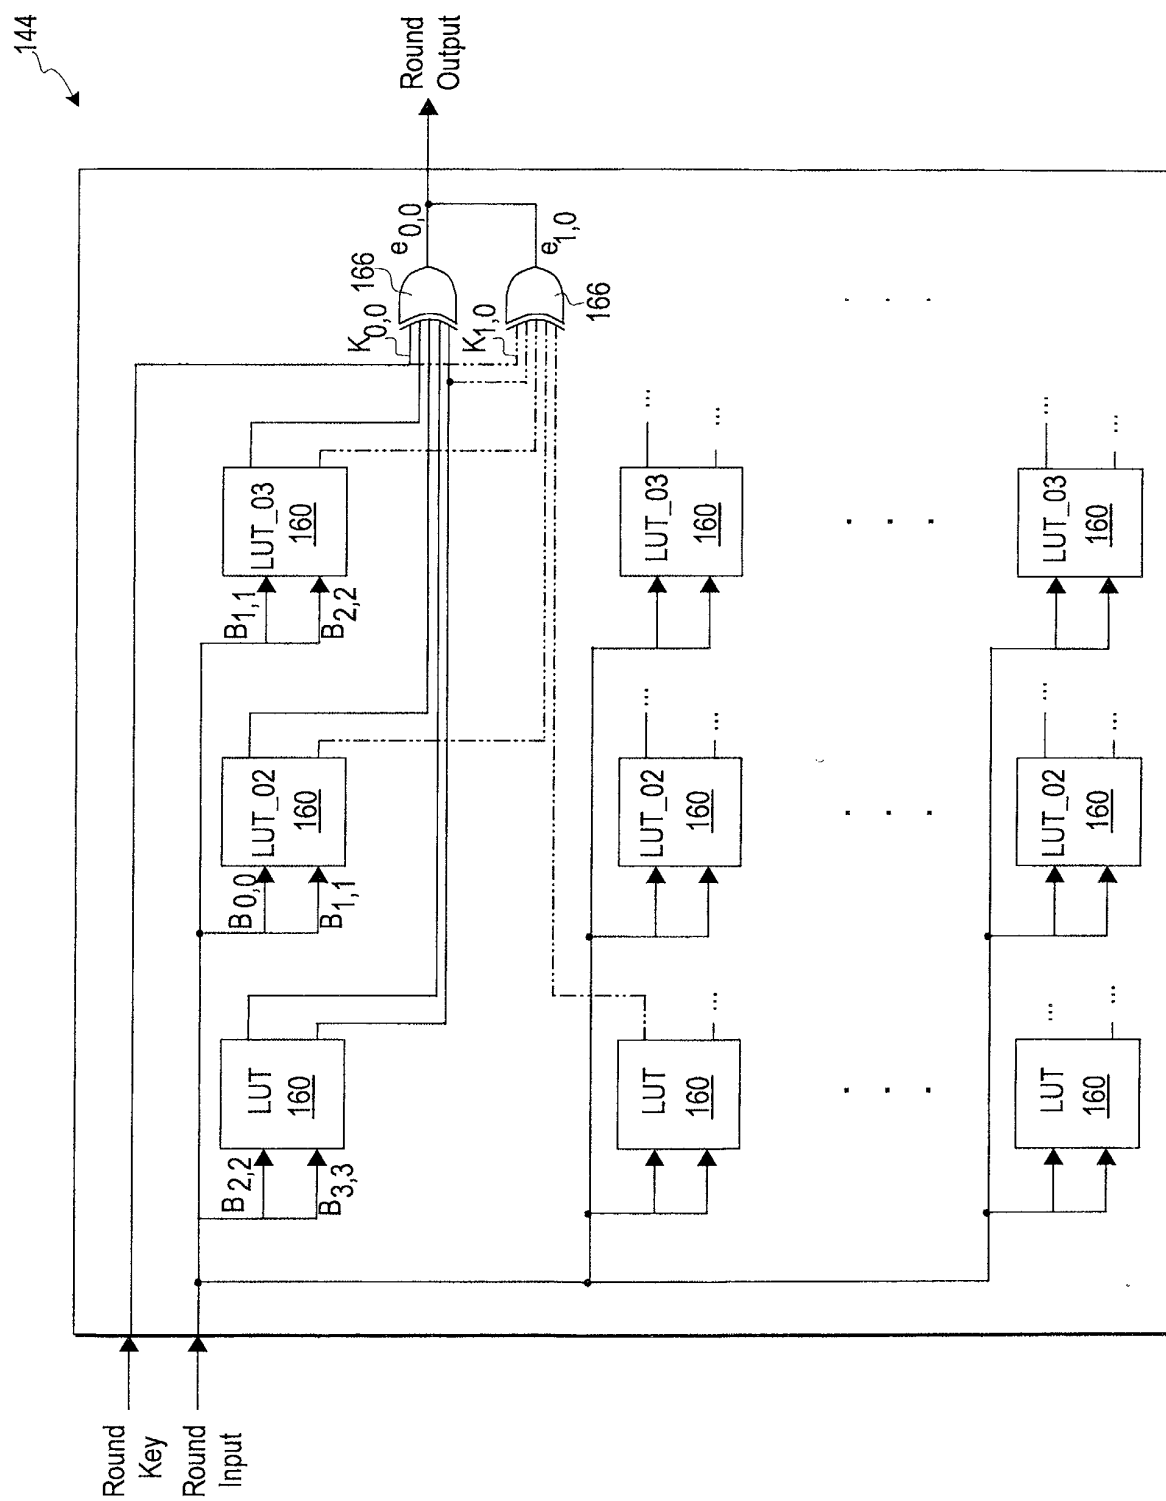 144
Round
Key
Round
Input
Round
Output
B2,2
B3,3
LUT
160
B0,0
B1,1
LUT_02
160
B1,1
B2,2
LUT_03
160
K0,0
166
e0,0
K1,0
166
e1,0
LUT
160
...
LUT_02
160
...
...
LUT_03
160
...
...
. . .
. . .
. . .
. . .
LUT
160
...
...
LUT_02
160
...
...
LUT_03
160
...
...